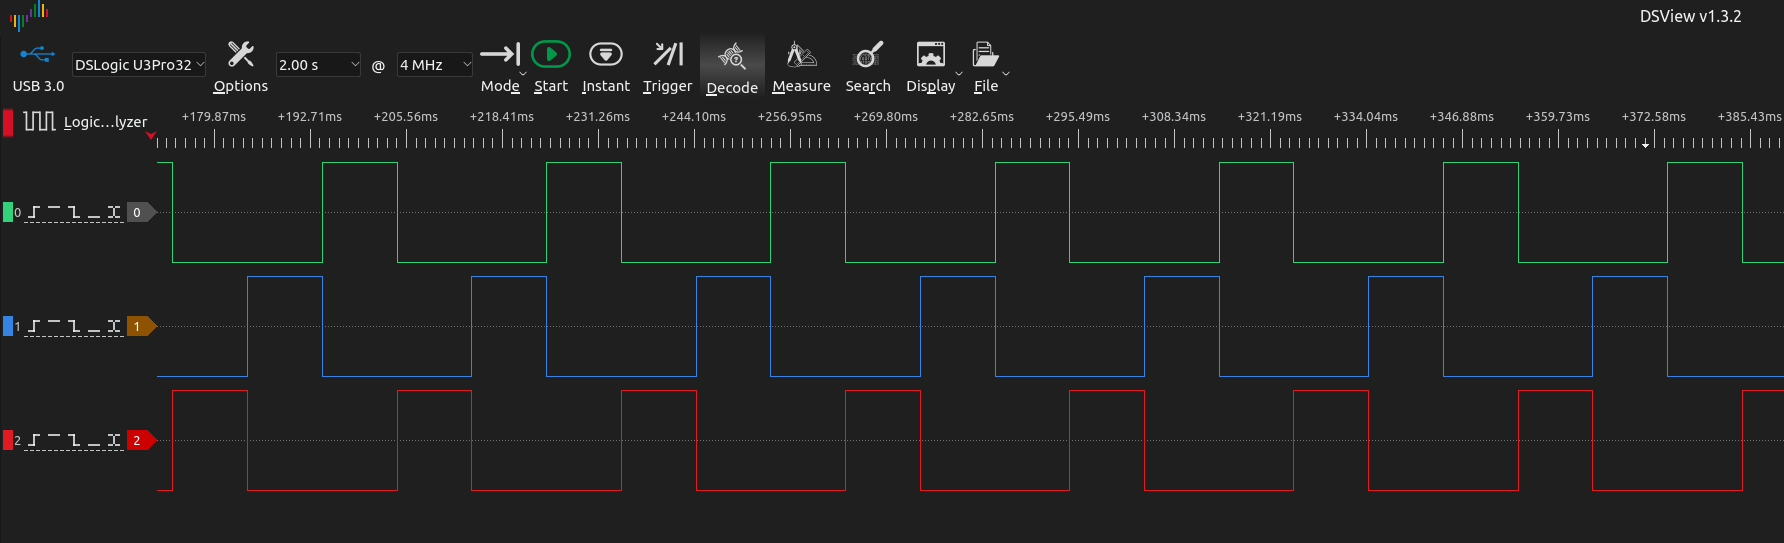 DSView v1.3.2
USB 3.0
DSLogic U3Pro32
Options
2.00 s
@
4 MHz
Mode
Start
Instant
Trigger
Decode
Measure
Search
Display
File
Logic...lyzer
+179.87ms +192.71ms +205.56ms +218.41ms +231.26ms +244.10ms +256.95ms +269.80ms +282.65ms +295.49ms +308.34ms +321.19ms +334.04ms +346.88ms +359.73ms +372.58ms +385.43ms
0 0
1 1
2 2